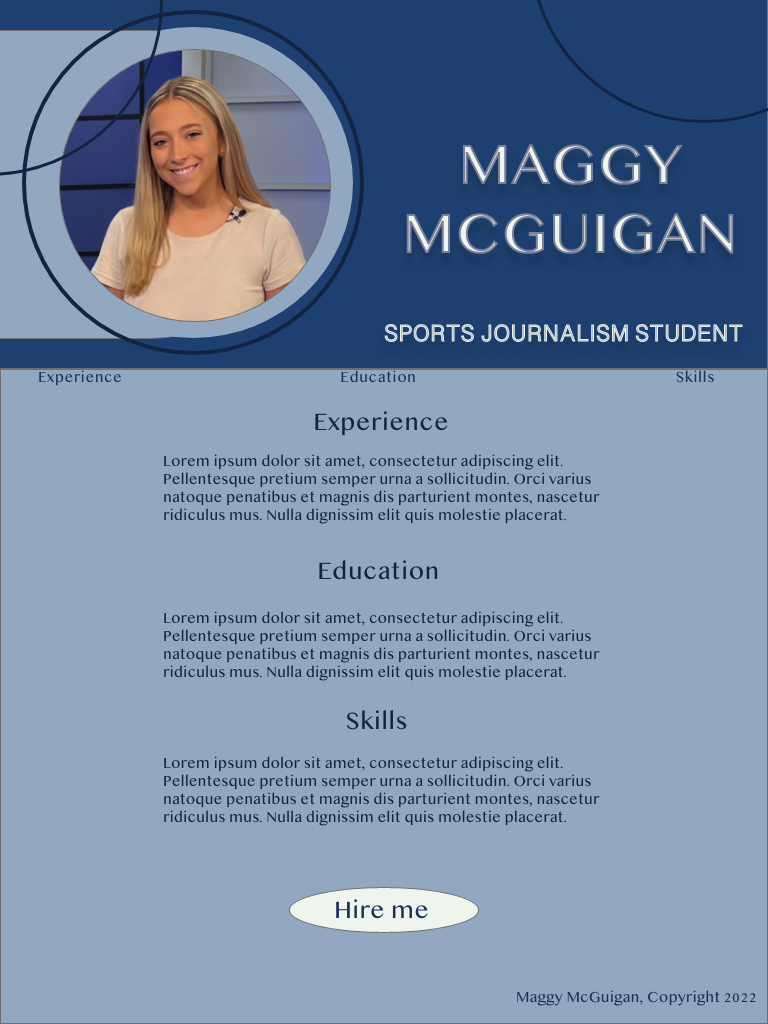 MAGGY
MCGUIGAN
SPORTS JOURNALISM STUDENT
Experience Education Skills
Experience
Lorem ipsum dolor sit amet, consectetur adipiscing elit.
Pellentesque pretium semper urna a sollicitudin. Orci varius
natoque penatibus et magnis dis parturient montes, nascetur
ridiculus mus. Nulla dignissim elit quis molestie placerat.
Education
Lorem ipsum dolor sit amet, consectetur adipiscing elit.
Pellentesque pretium semper urna a sollicitudin. Orci varius
natoque penatibus et magnis dis parturient montes, nascetur
ridiculus mus. Nulla dignissim elit quis molestie placerat.
Skills
Lorem ipsum dolor sit amet, consectetur adipiscing elit.
Pellentesque pretium semper urna a sollicitudin. Orci varius
natoque penatibus et magnis dis parturient montes, nascetur
ridiculus mus. Nulla dignissim elit quis molestie placerat.
Hire me
Maggy McGuigan, Copyright 2022